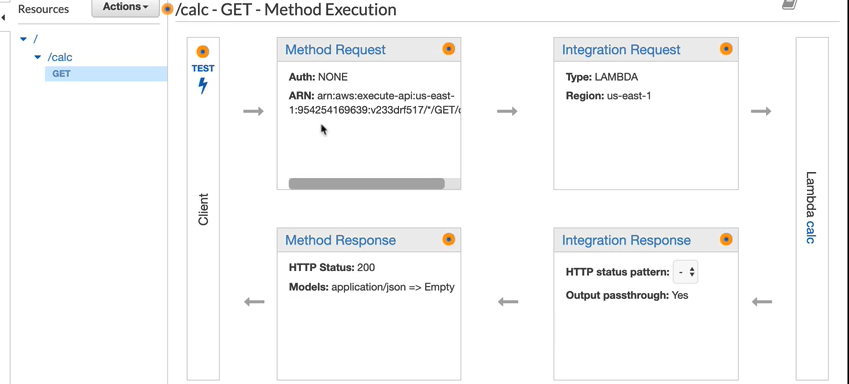 Resources
Actions
/calc - GET - Method Execution
/
/calc
GET
TEST
Client
Method Request
Auth: NONE
ARN: arn:aws:execute-api:us-east-
1:954254169639:v233drf517/*/GET/
Integration Request
Type: LAMBDA
Region: us-east-1
Lambda calc
Method Response
HTTP Status: 200
Models: application/json => Empty
Integration Response
HTTP status pattern: -
Output passthrough: Yes